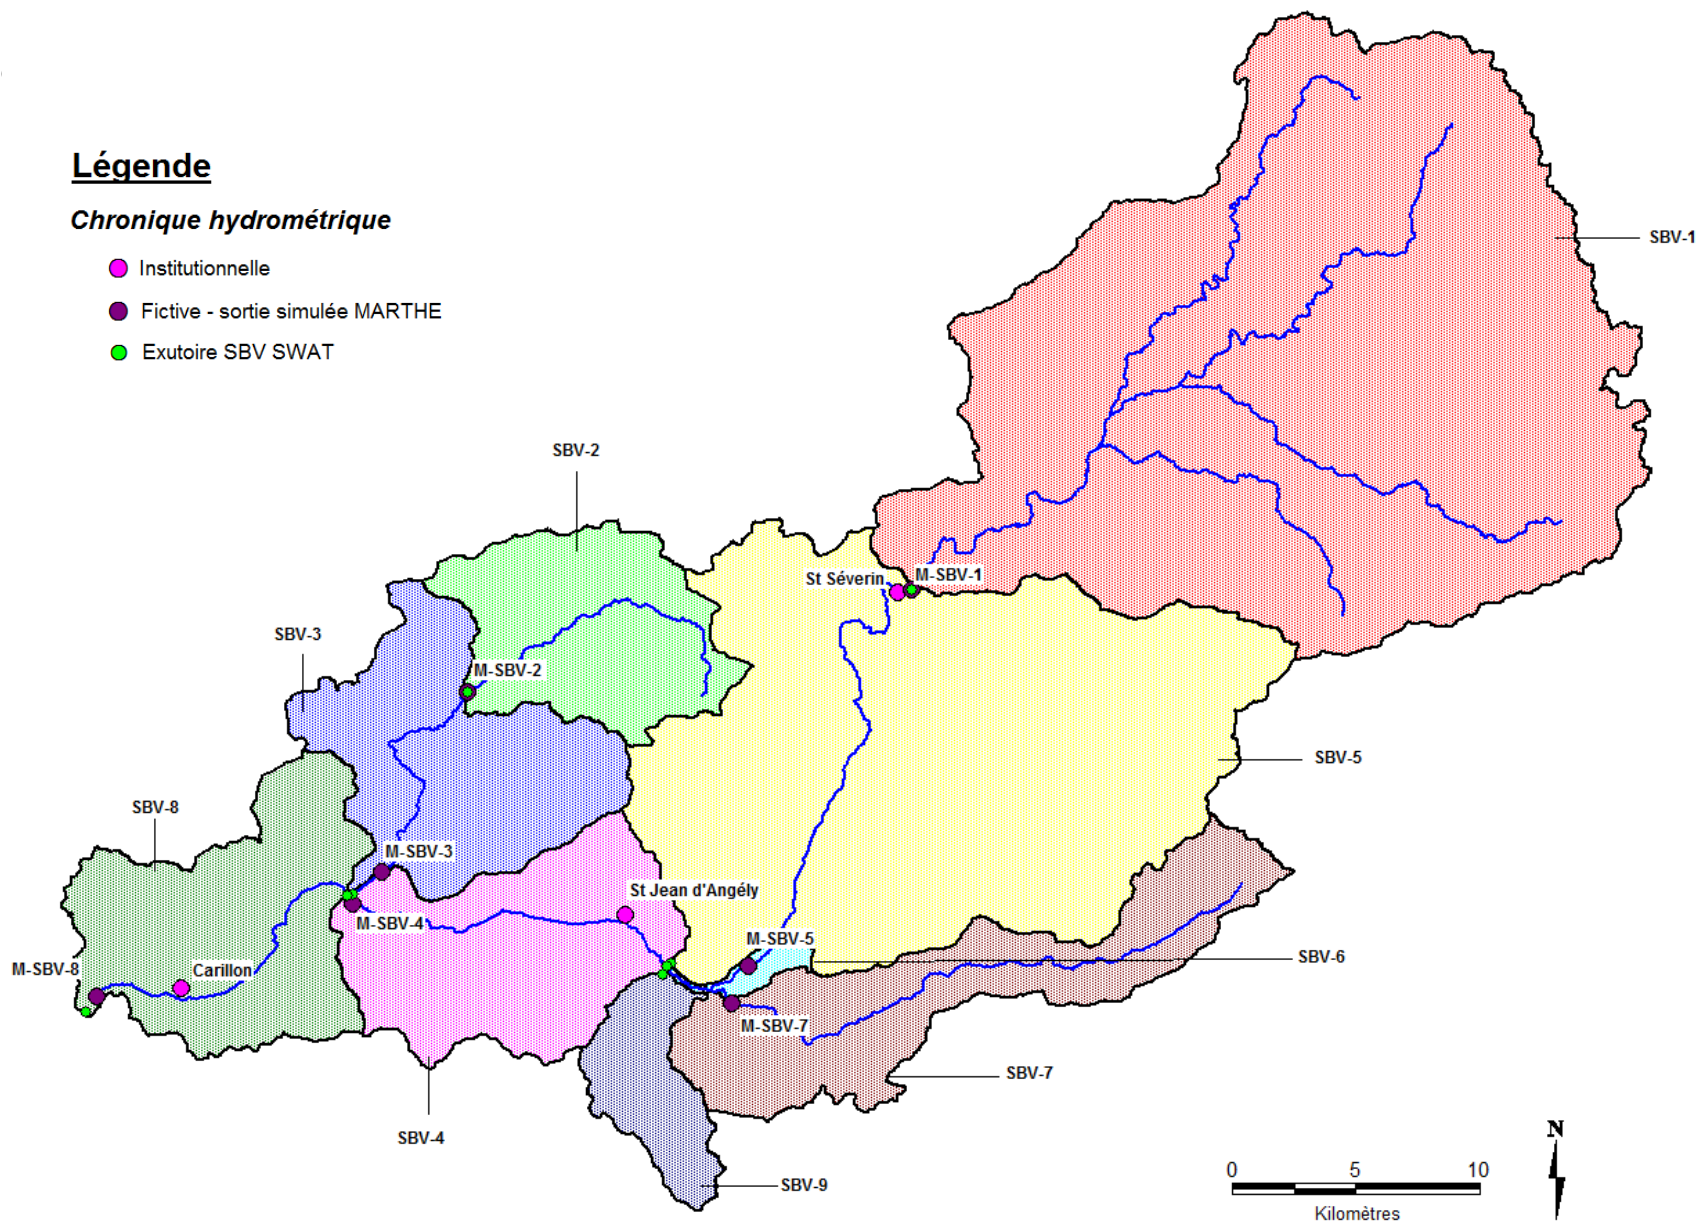 Légende
Chronique hydrométrique
Institutionnelle
Fictive - sortie simulée MARTHE
Exutoire SBV SWAT
SBV-1
SBV-2
St Séverin
M-SBV-1
SBV-3
M-SBV-2
SBV-5
SBV-8
M-SBV-3
St Jean d'Angély
M-SBV-4
M-SBV-5
SBV-6
M-SBV-8
Carillon
M-SBV-7
SBV-7
SBV-4
SBV-9
N
0 5 10
Kilomètres